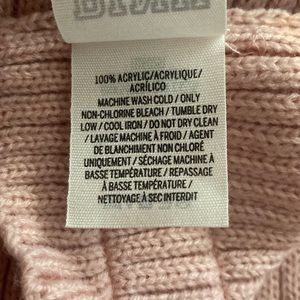 100% ACRYLIC/ACRYLIQUE/
ACRÍLICO
MACHINE WASH COLD / ONLY
NON-CHLORINE BLEACH / TUMBLE DRY
LOW / COOL IRON / DO NOT DRY CLEAN
/ LAVAGE MACHINE À FROID / AGENT
DE BLANCHIMENT NON CHLORÉ
UNIQUEMENT / SÉCHAGE MACHINE À
BASSE TEMPÉRATURE / REPASSAGE
À BASSE TEMPÉRATURE /
NETTOYAGE À SEC INTERDIT